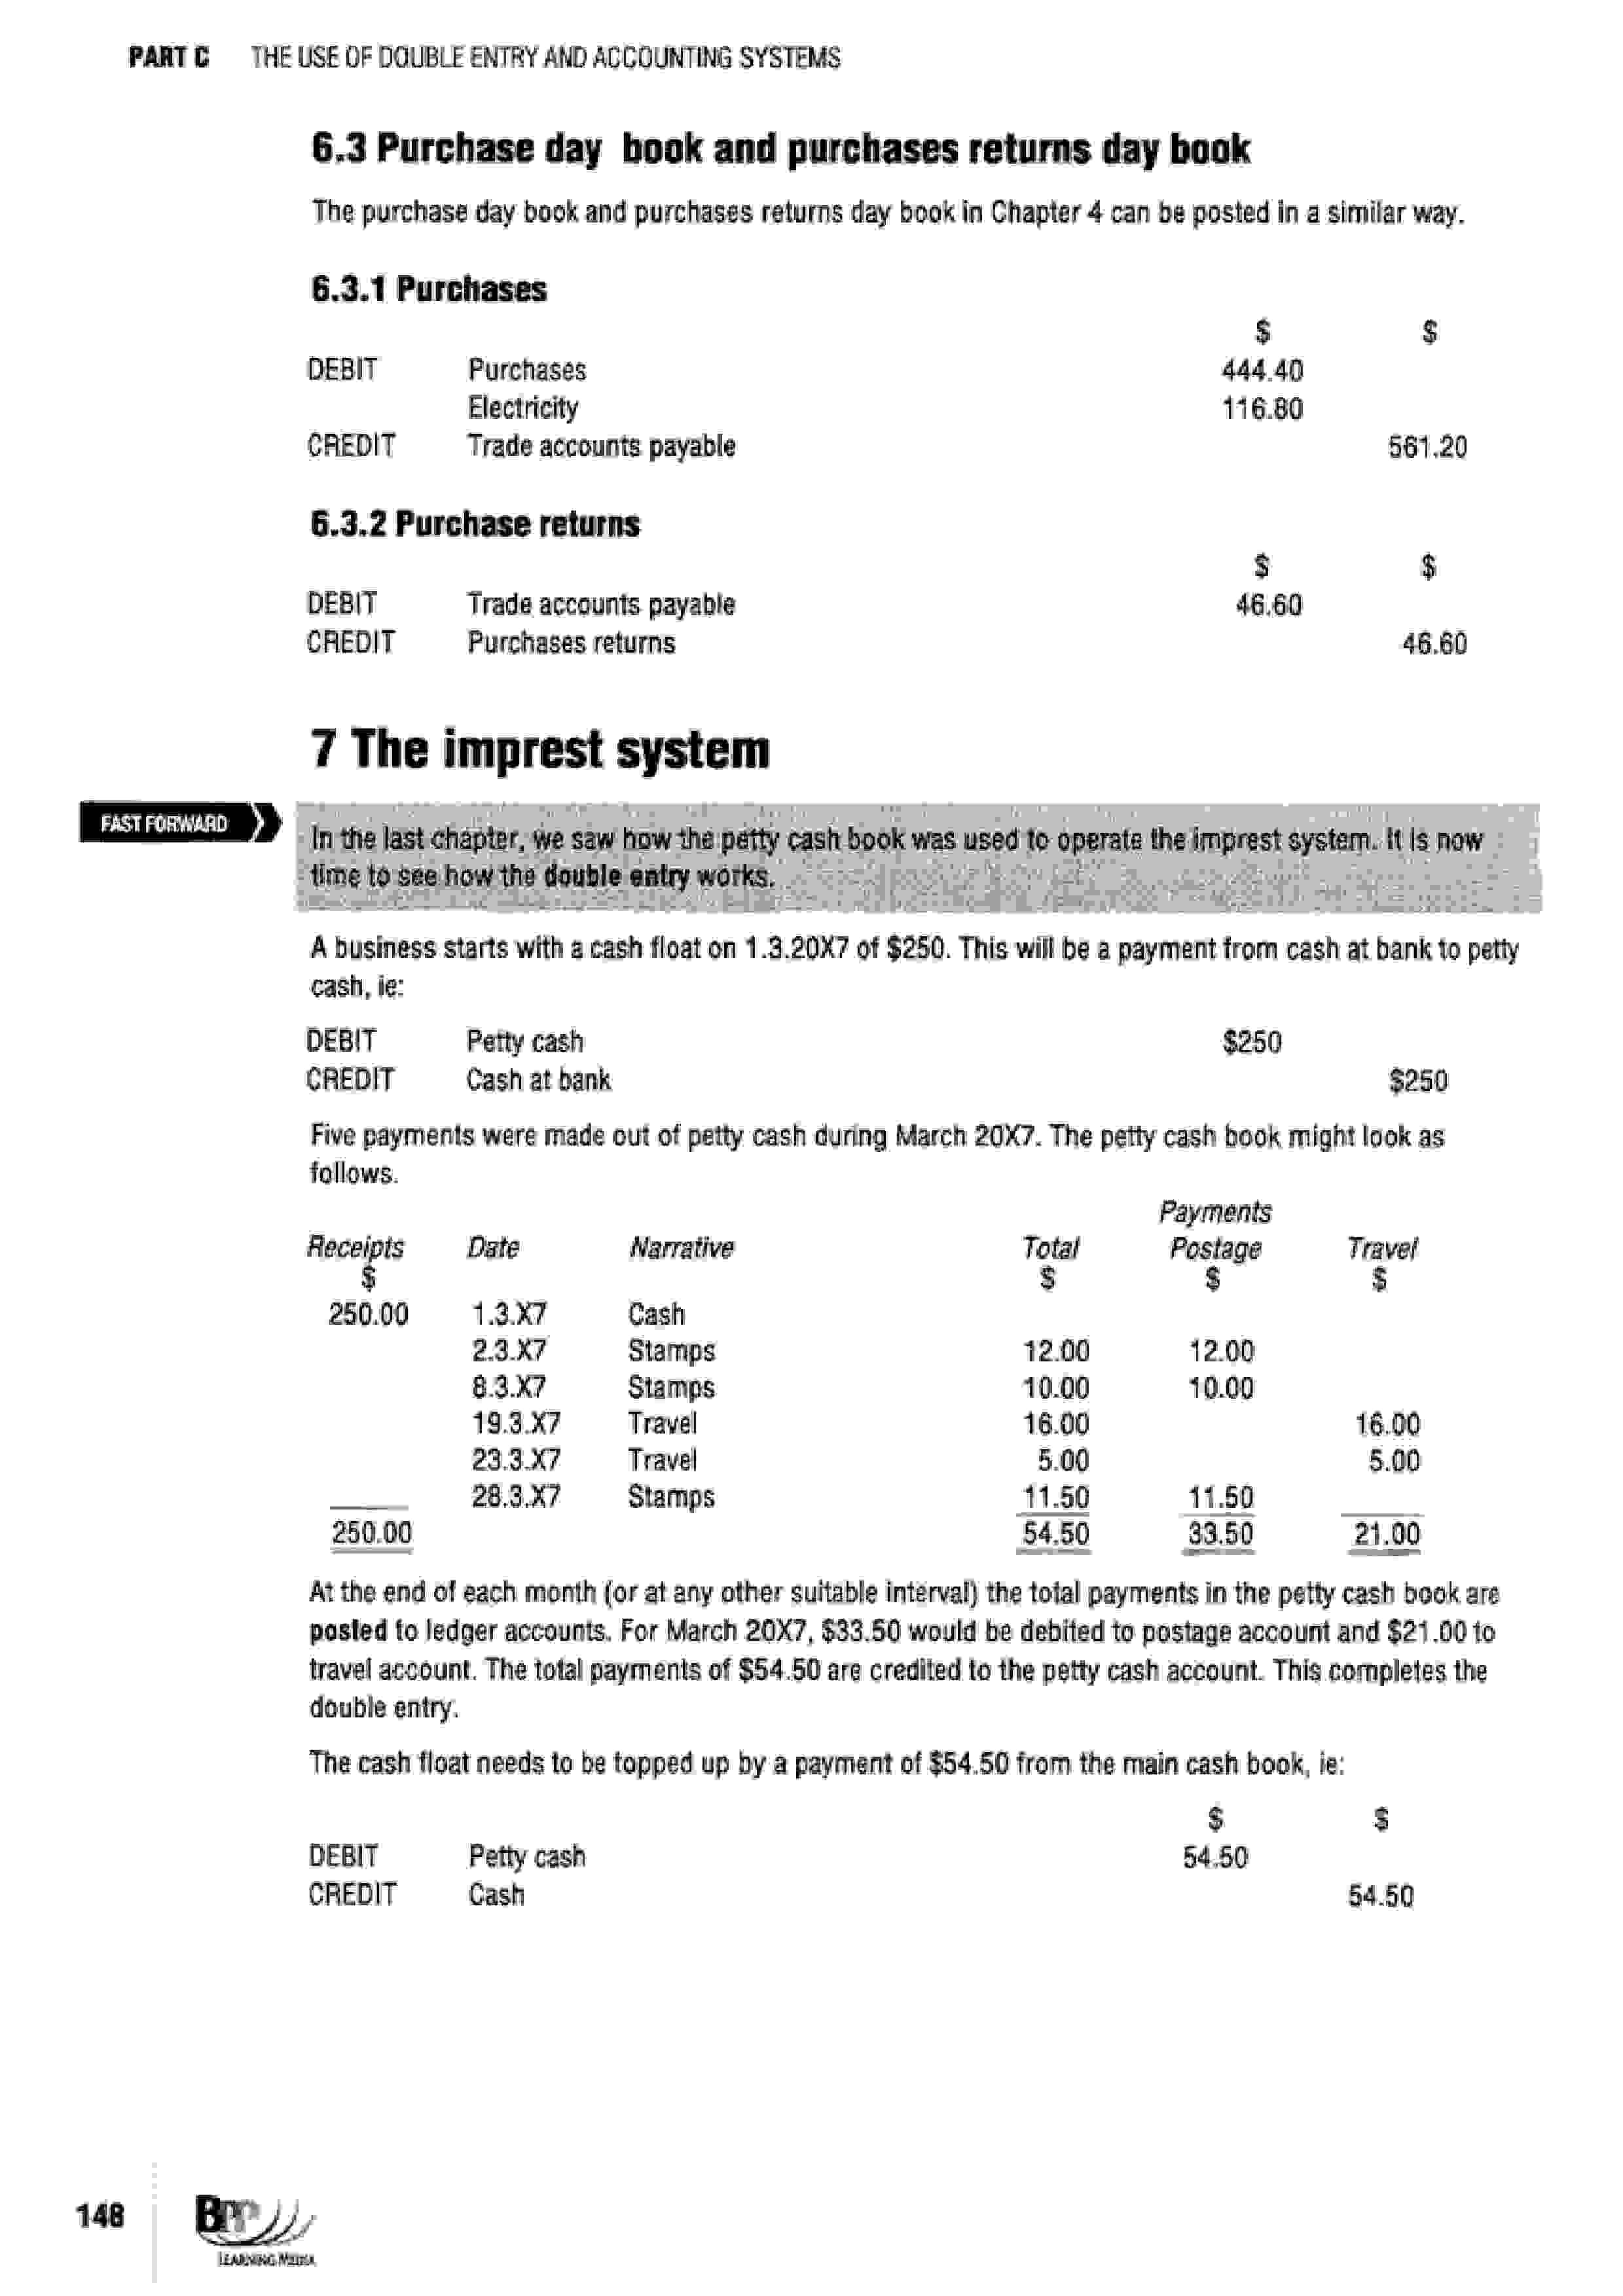 PART C THE USE OF DOUBLE ENTRY AND ACCOUNTING SYSTEMS
6.3 Purchase day book and purchases returns day book
The purchase day book and purchases returns day book in Chapter 4 can be posted in a similar way.
6.3.1 Purchases
$ $
DEBIT Purchases 444.40
Electricity 116.80
CREDIT Trade accounts payable 561.20
6.3.2 Purchase returns
$ $
DEBIT Trade accounts payable 46.60
CREDIT Purchases returns 46.60
7 The imprest system
FAST FORWARD
In the last chapter, we saw how the petty cash book was used to operate the imprest system. It is now
time to see how the double entry works.
A business starts with a cash float on 1.3.20X7 of $250. This will be a payment from cash at bank to petty
cash, ie:
DEBIT Petty cash $250
CREDIT Cash at bank $250
Five payments were made out of petty cash during March 20X7. The petty cash book might look as
follows.
Payments
Receipts Date Narrative Total Postage Travel
$ $ $ $
250.00 1.3.X7 Cash
2.3.X7 Stamps 12.00 12.00
8.3.X7 Stamps 10.00 10.00
19.3.X7 Travel 16.00 16.00
23.3.X7 Travel 5.00 5.00
28.3.X7 Stamps 11.50 11.50
250.00 54.50 33.50 21.00
At the end of each month (or at any other suitable interval) the total payments in the petty cash book are
posted to ledger accounts. For March 20X7, $33.50 would be debited to postage account and $21.00 to
travel account. The total payments of $54.50 are credited to the petty cash account. This completes the
double entry.
The cash float needs to be topped up by a payment of $54.50 from the main cash book, ie:
$ $
DEBIT Petty cash 54.50
CREDIT Cash 54.50
148
BPP
LEARNING MEDIA